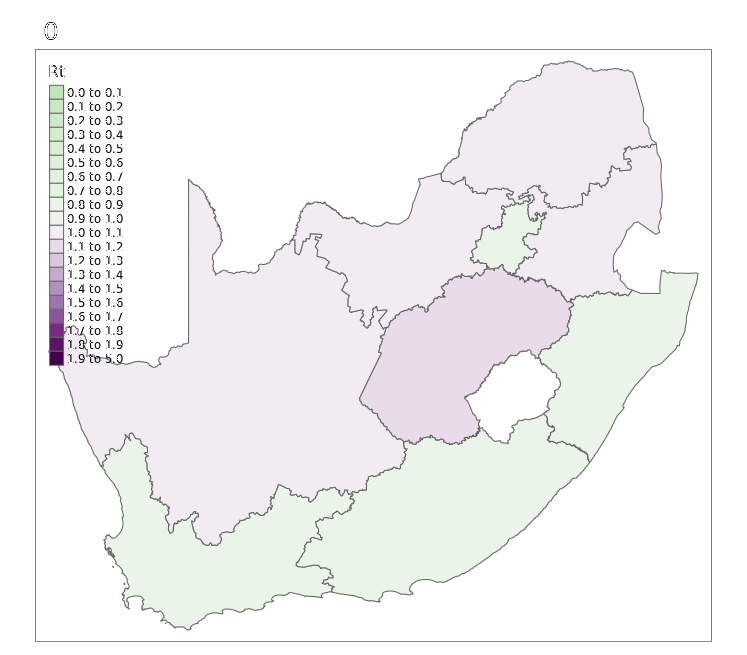 0
Rt
0.0 to 0.1
0.1 to 0.2
0.2 to 0.3
0.3 to 0.4
0.4 to 0.5
0.5 to 0.6
0.6 to 0.7
0.7 to 0.8
0.8 to 0.9
0.9 to 1.0
1.0 to 1.1
1.1 to 1.2
1.2 to 1.3
1.3 to 1.4
1.4 to 1.5
1.5 to 1.6
1.6 to 1.7
1.7 to 1.8
1.8 to 1.9
1.9 to 5.0